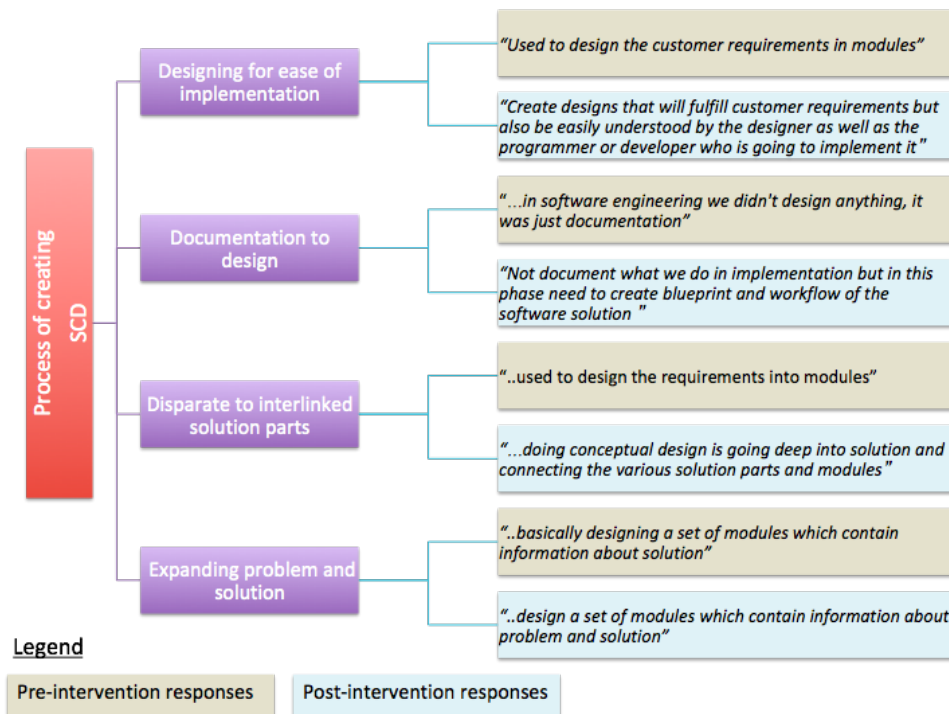 Process of creating
SCD
Designing for ease of
implementation
“Used to design the customer requirements in modules”
“Create designs that will fulfill customer requirements but
also be easily understood by the designer as well as the
programmer or developer who is going to implement it”
Documentation to
design
“...in software engineering we didn't design anything, it
was just documentation”
“Not document what we do in implementation but in this
phase need to create blueprint and workflow of the
software solution ”
Disparate to interlinked
solution parts
“..used to design the requirements into modules”
“...doing conceptual design is going deep into solution and
connecting the various solution parts and modules”
Expanding problem and
solution
“..basically designing a set of modules which contain
information about solution”
“..design a set of modules which contain information about
problem and solution”
Legend
Pre-intervention responses
Post-intervention responses